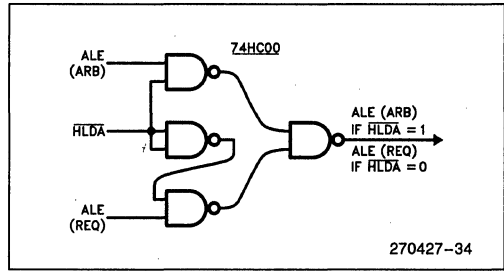 74HC00
ALE
(ARB)
HLDA
ALE
(REQ)
ALE (ARB)
IF HLDA = 1
ALE (REQ)
IF HLDA = 0
270427-34